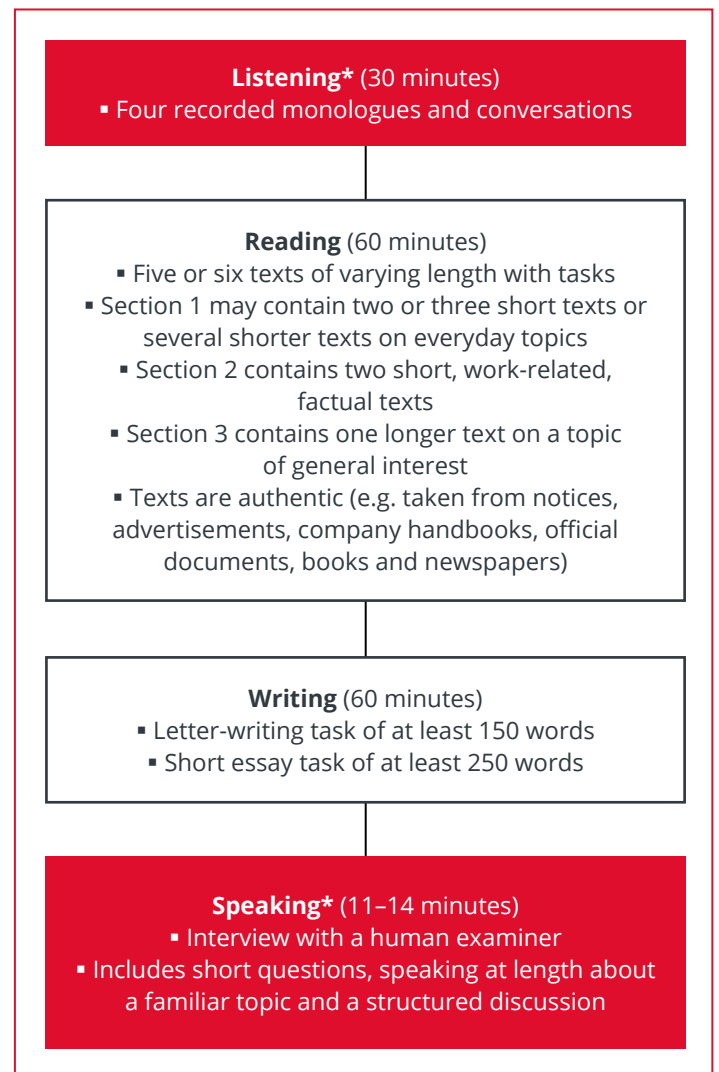 Listening* (30 minutes)
▪ Four recorded monologues and conversations
Reading (60 minutes)
▪ Five or six texts of varying length with tasks
▪ Section 1 may contain two or three short texts or
several shorter texts on everyday topics
▪ Section 2 contains two short, work-related,
factual texts
▪ Section 3 contains one longer text on a topic
of general interest
▪ Texts are authentic (e.g. taken from notices,
advertisements, company handbooks, official
documents, books and newspapers)
Writing (60 minutes)
▪ Letter-writing task of at least 150 words
▪ Short essay task of at least 250 words
Speaking* (11–14 minutes)
▪ Interview with a human examiner
▪ Includes short questions, speaking at length about
a familiar topic and a structured discussion